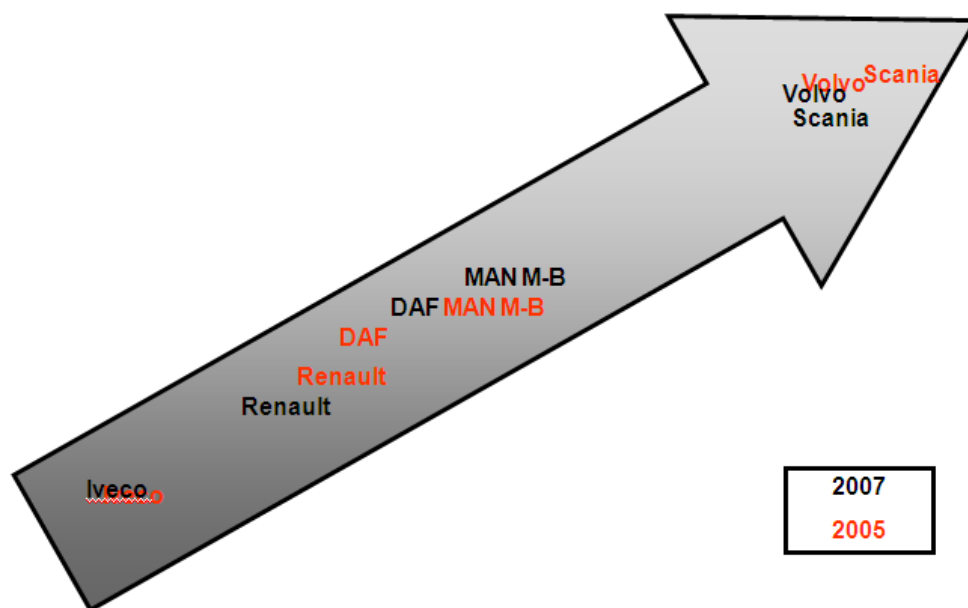 Scania
Volvo
Volvo
Scania
MAN M-B
DAF MAN M-B
DAF
Renault
Renault
Iveco
2007
2005